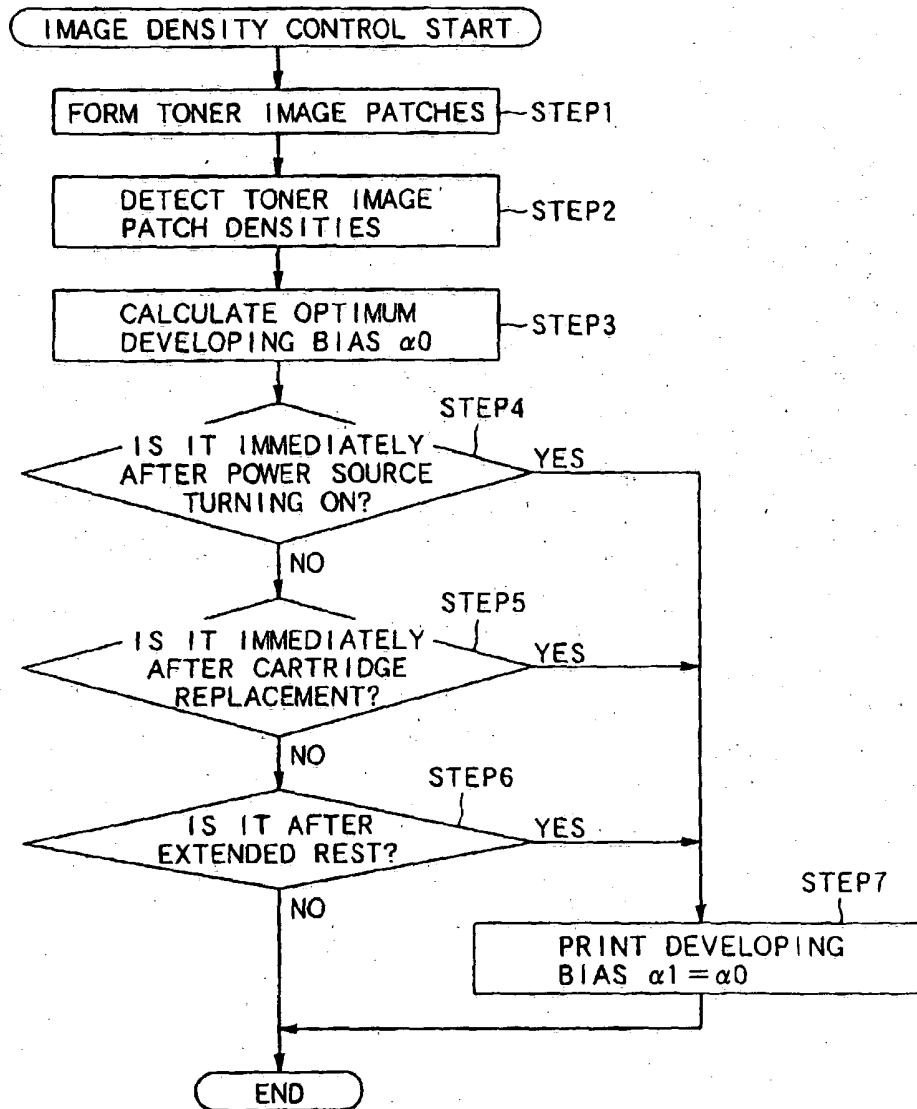 IMAGE DENSITY CONTROL START
FORM TONER IMAGE PATCHES
STEP1
DETECT TONER IMAGE
PATCH DENSITIES
STEP2
CALCULATE OPTIMUM
DEVELOPING BIAS α0
STEP3
STEP4
IS IT IMMEDIATELY
AFTER POWER SOURCE
TURNING ON?
YES
NO
STEP5
IS IT IMMEDIATELY
AFTER CARTRIDGE
REPLACEMENT?
YES
NO
STEP6
IS IT AFTER
EXTENDED REST?
YES
NO
STEP7
PRINT DEVELOPING
BIAS α1=α0
END